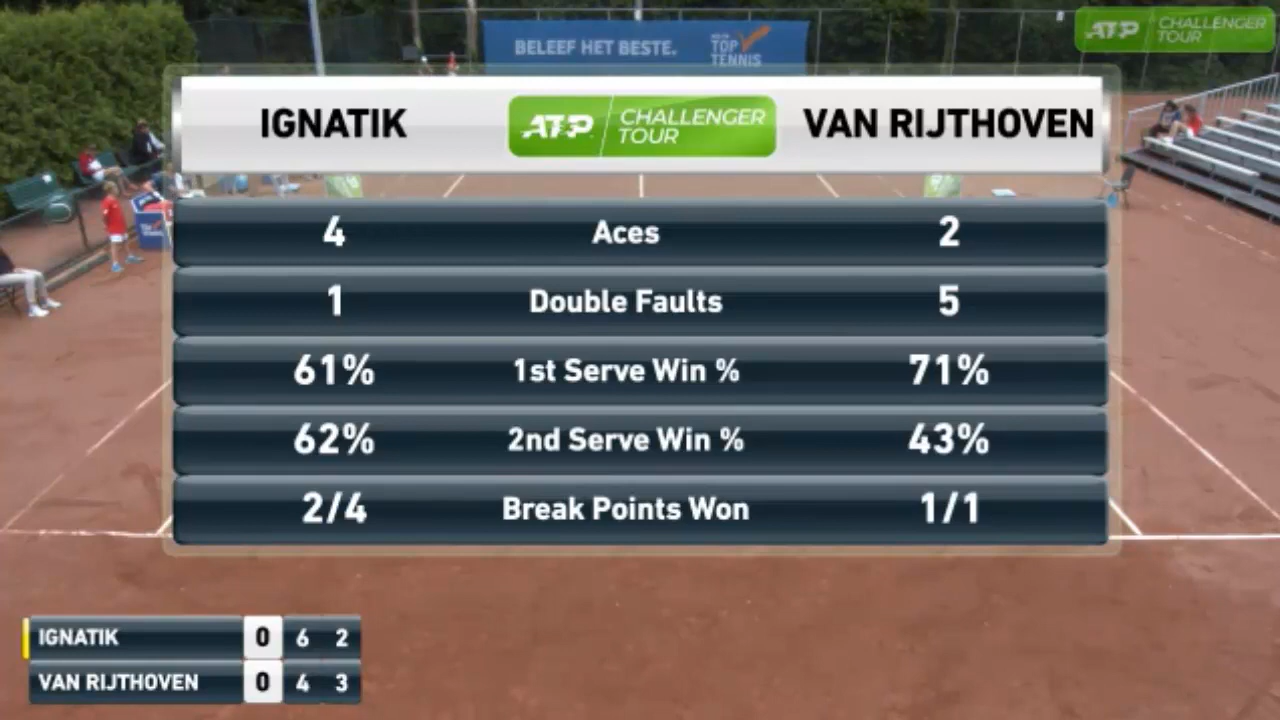 BELEEF HET BESTE.
TOP
TENNIS
ATP CHALLENGER
TOUR
IGNATIK
ATP CHALLENGER
TOUR
VAN RIJTHOVEN
4 Aces 2
1 Double Faults 5
61% 1st Serve Win % 71%
62% 2nd Serve Win % 43%
2/4 Break Points Won 1/1
IGNATIK 0 6 2
VAN RIJTHOVEN 0 4 3